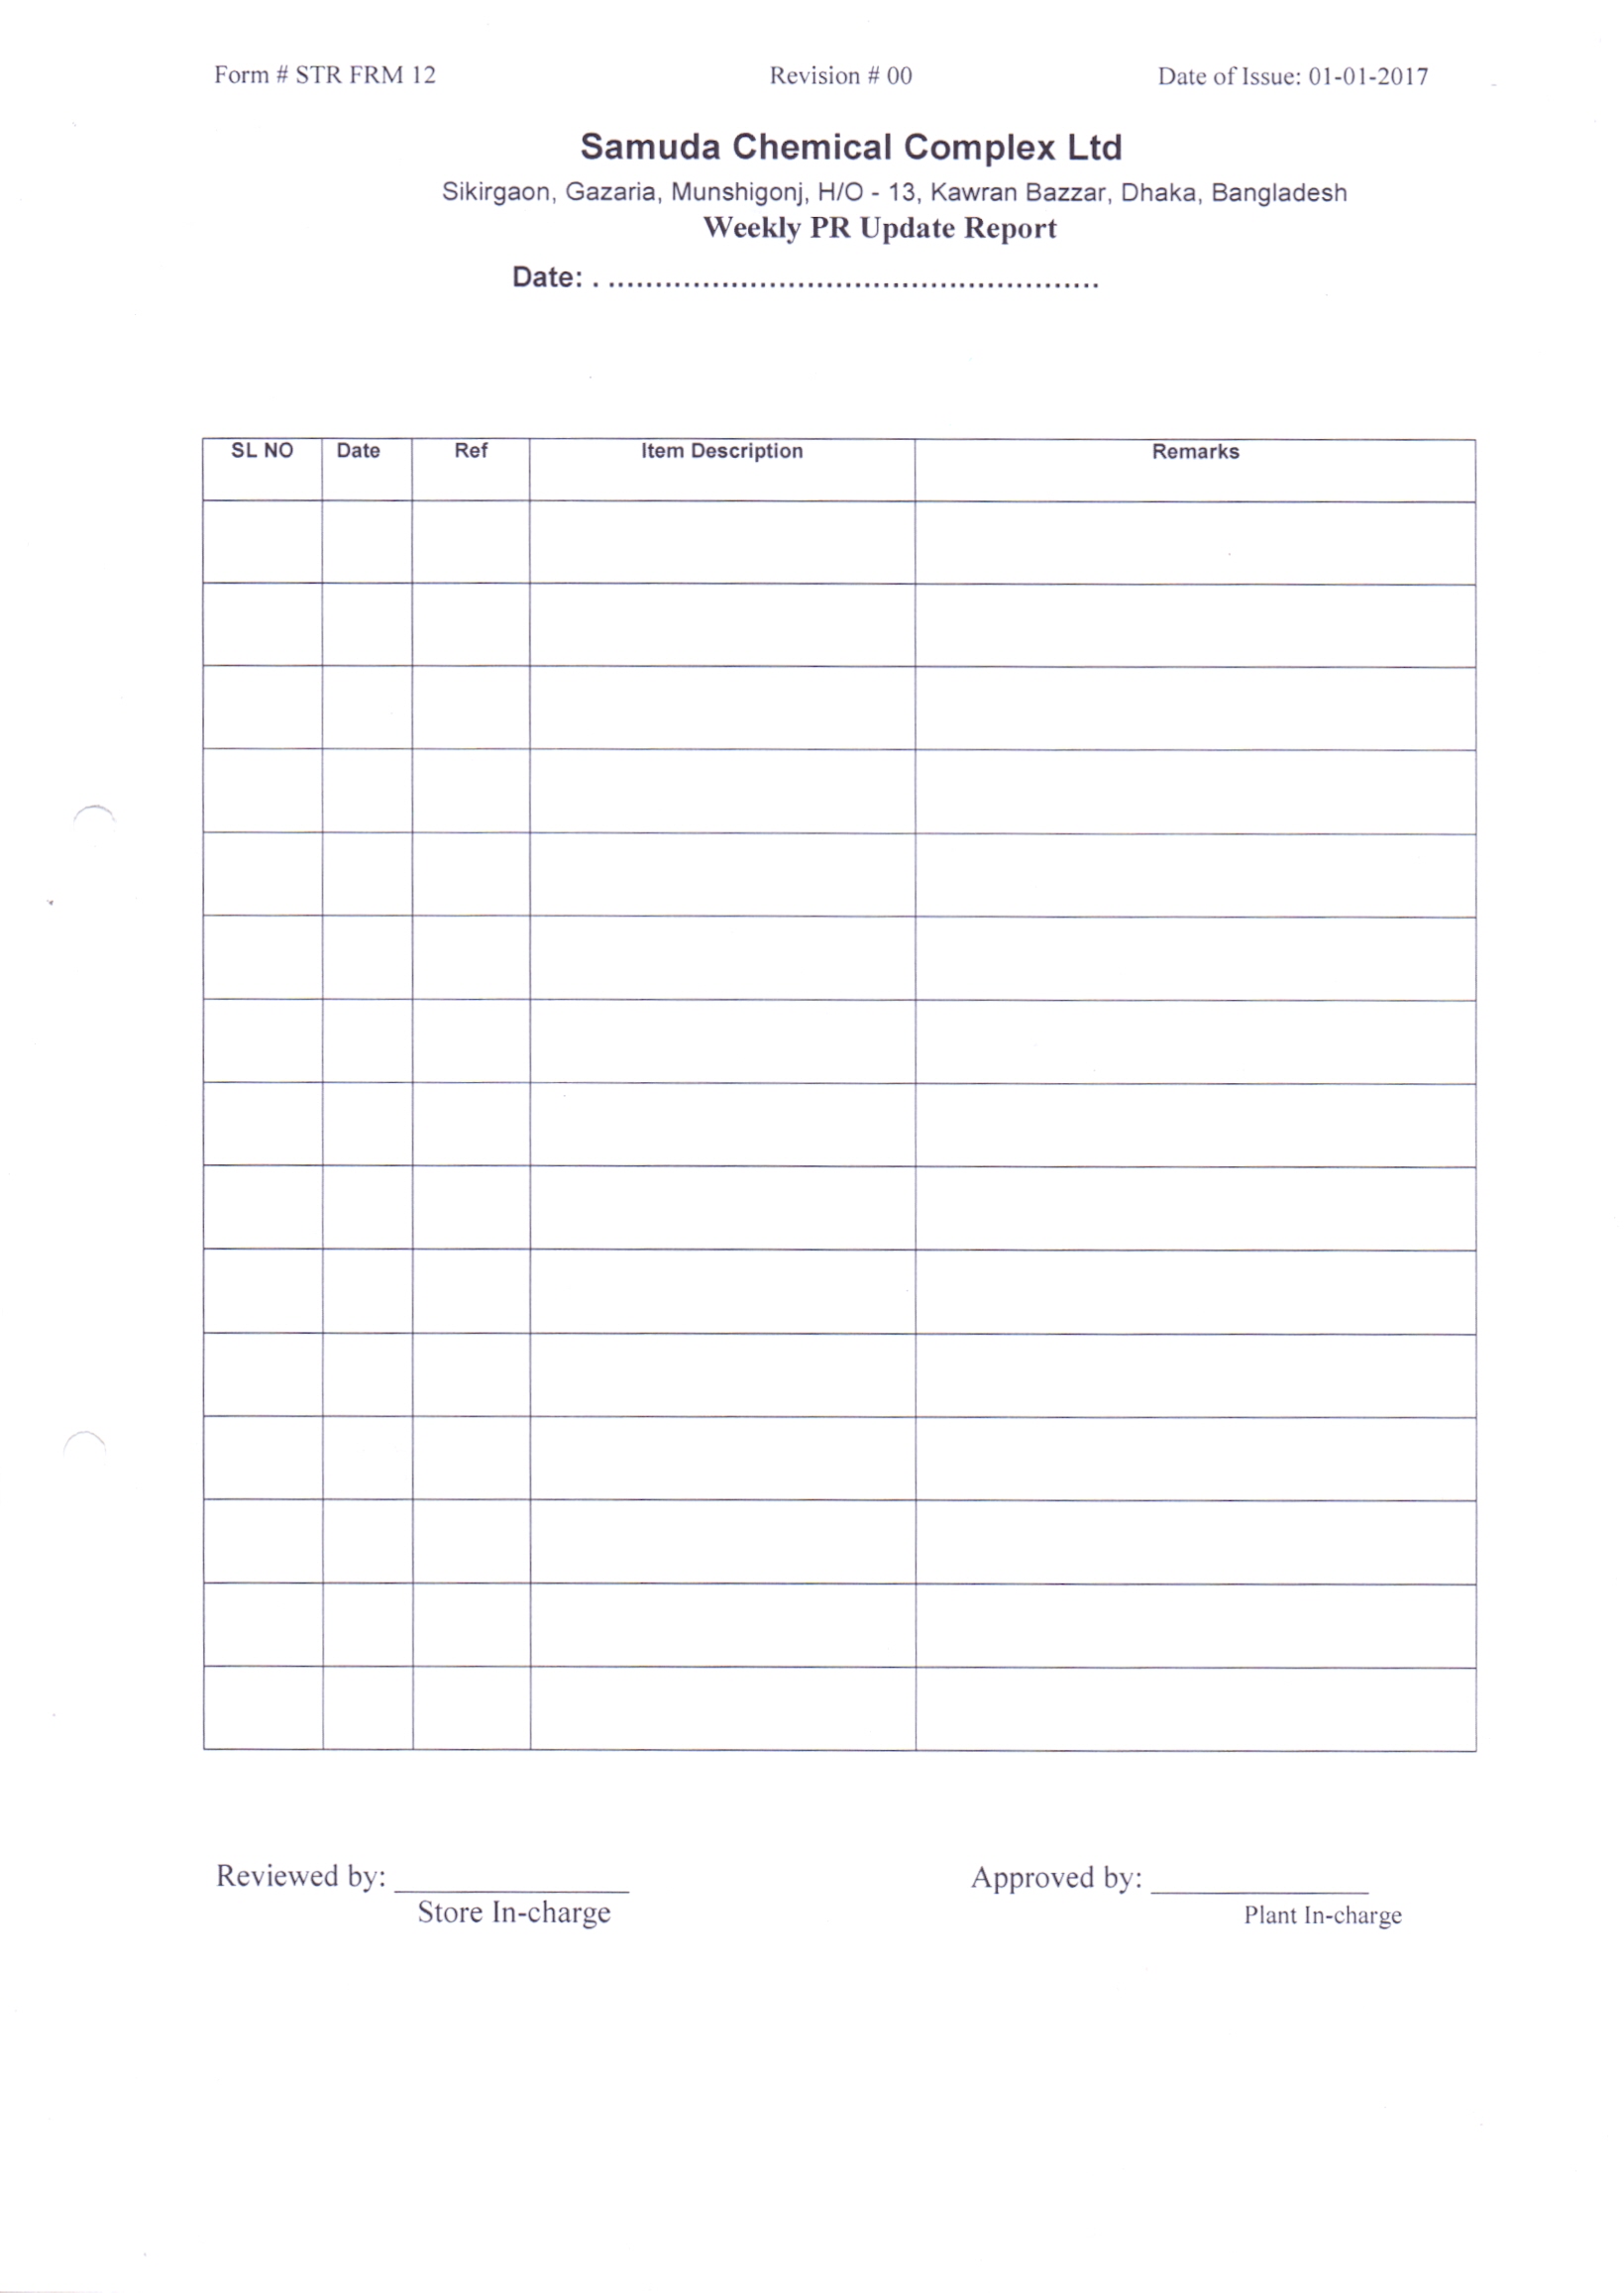 Form # STR FRM 12 Revision # 00 Date of Issue: 01-01-2017
Samuda Chemical Complex Ltd
Sikirgaon, Gazaria, Munshigonj, H/O - 13, Kawran Bazzar, Dhaka, Bangladesh
Weekly PR Update Report
Date: . ......................................................
SL NO Date Ref Item Description Remarks
Reviewed by: ________________ Approved by: _______________
Store In-charge Plant In-charge